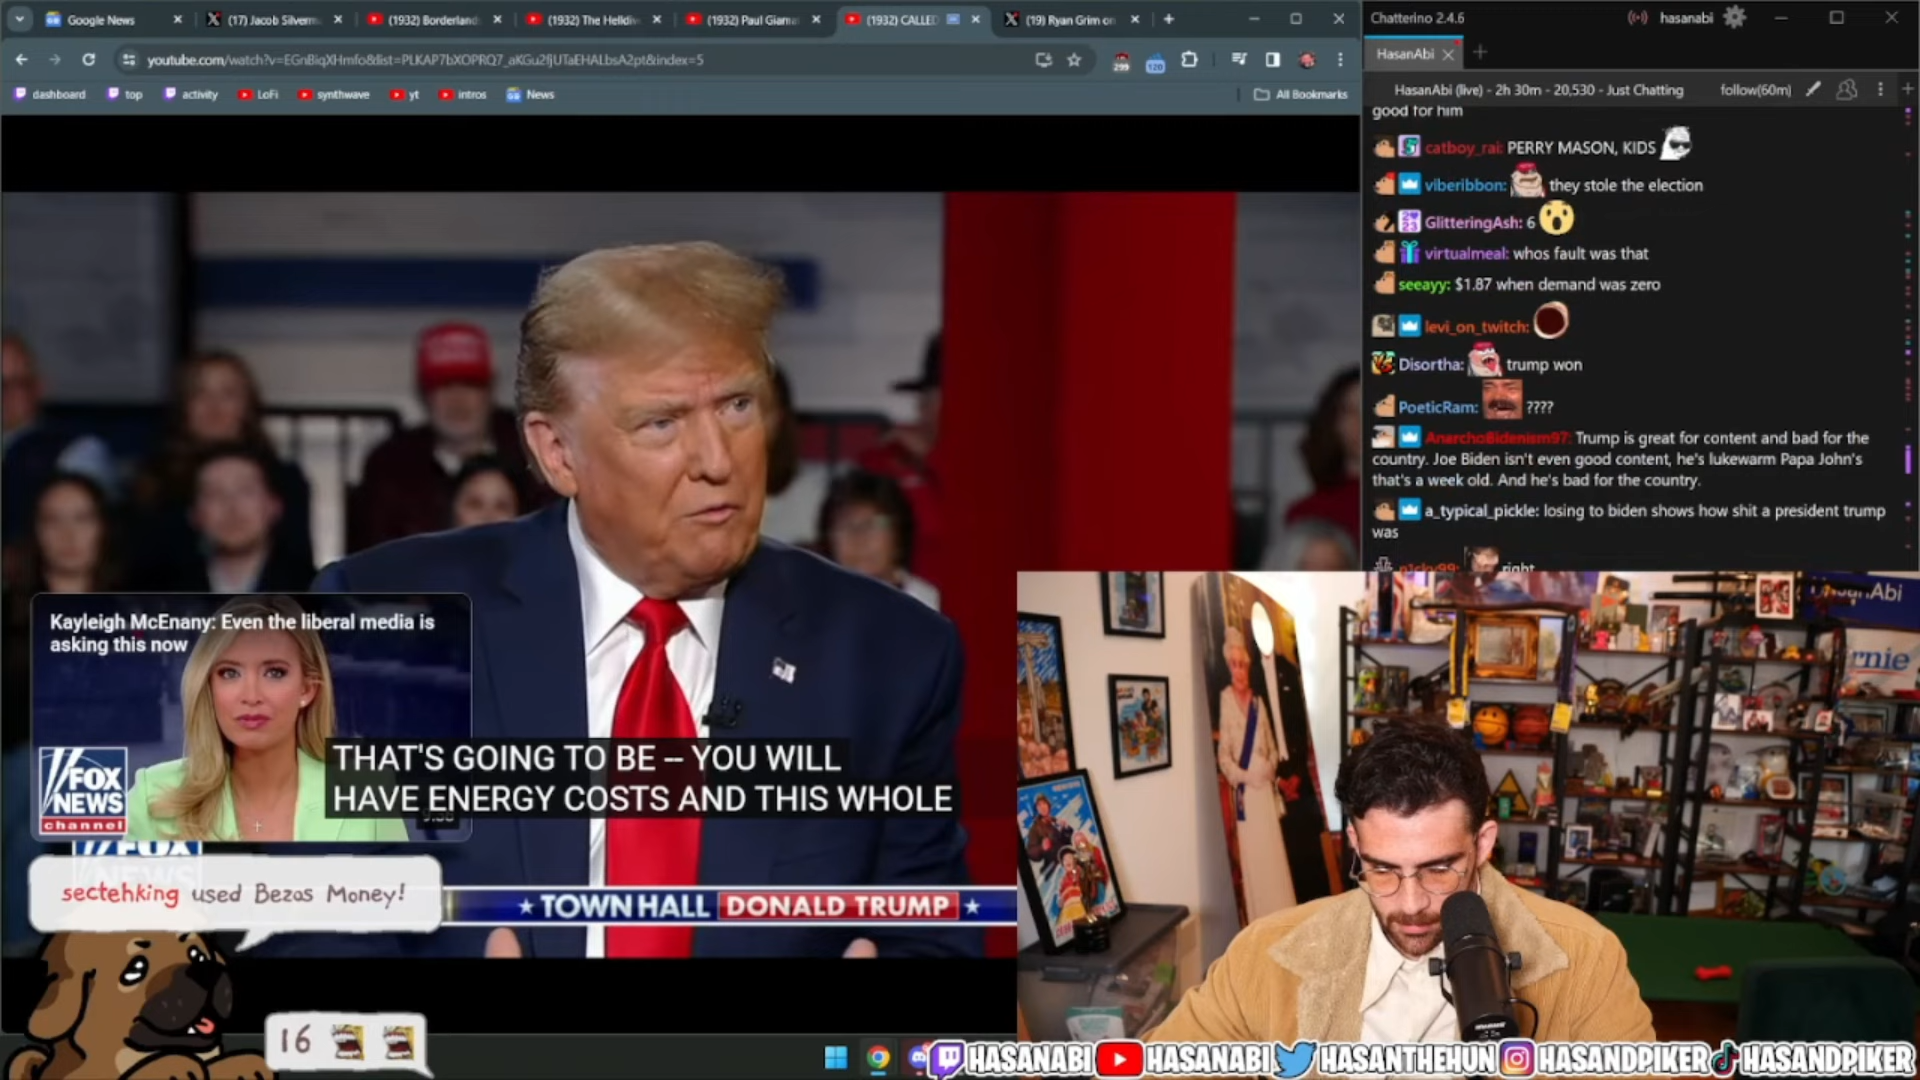 Google News
(17) Jacob Silverm
(1932) Borderland
(1932) The Helldiv
(1932) Paul Giama
(1932) CALLED
(19) Ryan Grim on
youtube.com/watch?v=EGnBiqXHmfo&list=PLKAP7bXOPRQ7_aKGu2fjUTaEHALbsA2pt&index=5
299
120
dashboard
top
activity
LoFi
synthwave
yt
intros
News
All Bookmarks
Kayleigh McEnany: Even the liberal media is
asking this now
FOX
NEWS
channel
THAT'S GOING TO BE -- YOU WILL
HAVE ENERGY COSTS AND THIS WHOLE
sectehking used Bezos Money!
TOWN HALL DONALD TRUMP
16
Chatterino 2.4.6
hasanabi
HasanAbi
HasanAbi (live) - 2h 30m - 20,530 - Just Chatting
follow(60m)
good for him
catboy_rai: PERRY MASON, KIDS
viberibbon: they stole the election
GlitteringAsh: 6
virtualmeal: whos fault was that
seeayy: $1.87 when demand was zero
levi_on_twitch:
Disortha: trump won
PoeticRam: ????
AnarchoBidenism97: Trump is great for content and bad for the
country. Joe Biden isn't even good content, he's lukewarm Papa John's
that's a week old. And he's bad for the country.
a_typical_pickle: losing to biden shows how shit a president trump
was
right
HASANABI HASANABI HASANTHEHUN HASANDPIKER HASANDPIKER